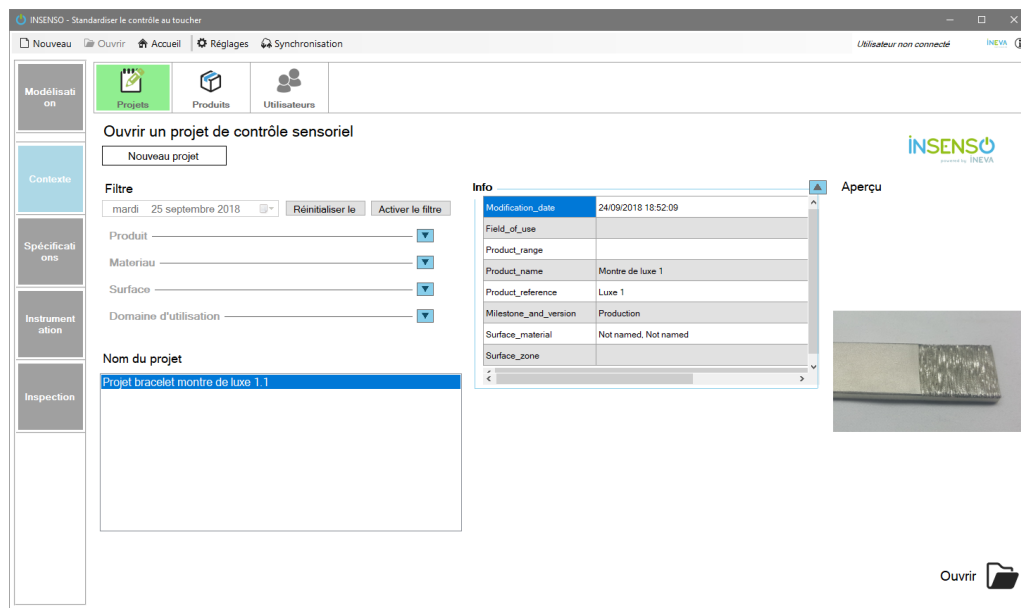 INSENSO - Standardiser le contrôle au toucher
Nouveau Ouvrir Accueil Réglages Synchronisation Utilisateur non connecté INEVA
Modélisati
on
Contexte
Spécificati
ons
Instrument
ation
Inspection
Projets Produits Utilisateurs
Ouvrir un projet de contrôle sensoriel
Nouveau projet
INSENSO
powered by INEVA
Filtre
mardi 25 septembre 2018 Réinitialiser le Activer le filtre
Produit
Materiau
Surface
Domaine d'utilisation
Nom du projet
Projet bracelet montre de luxe 1.1
Info
Modification_date 24/09/2018 18:52:09
Field_of_use
Product_range
Product_name Montre de luxe 1
Product_reference Luxe 1
Milestone_and_version Production
Surface_material Not named, Not named
Surface_zone
Aperçu
Ouvrir